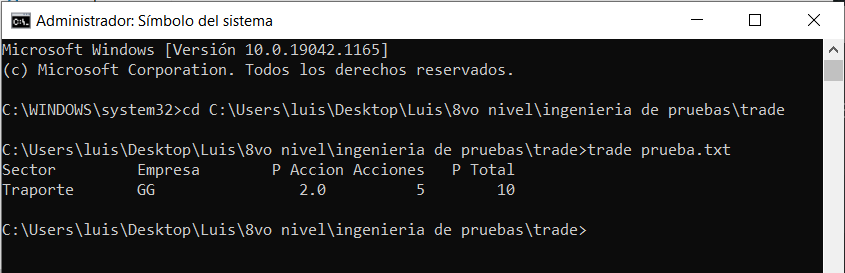 Administrador: Símbolo del sistema
Microsoft Windows [Versión 10.0.19042.1165]
(c) Microsoft Corporation. Todos los derechos reservados.
C:\WINDOWS\system32>cd C:\Users\luis\Desktop\Luis\8vo nivel\ingenieria de pruebas\trade
C:\Users\luis\Desktop\Luis\8vo nivel\ingenieria de pruebas\trade>trade prueba.txt
Sector Empresa P Accion Acciones P Total
Traporte GG 2.0 5 10
C:\Users\luis\Desktop\Luis\8vo nivel\ingenieria de pruebas\trade>